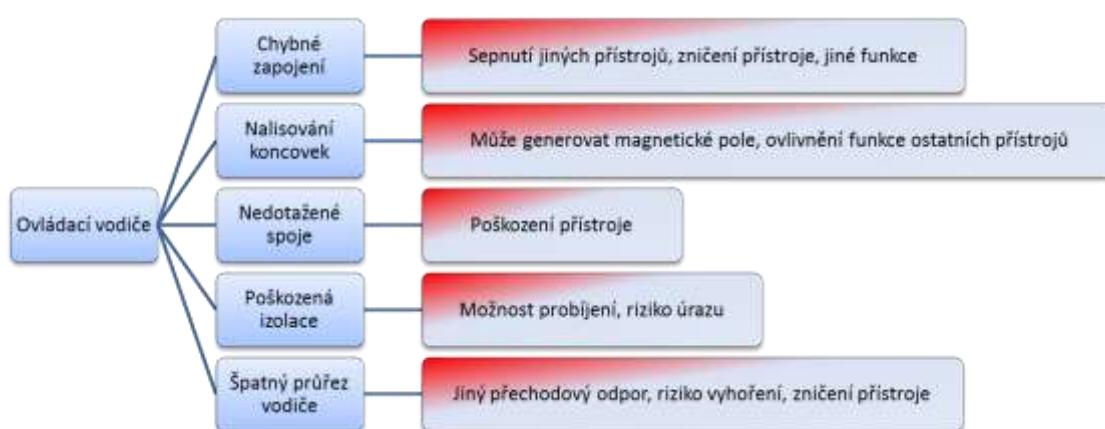 Chybné
zapojení
Sepnutí jiných přístrojů, zničení přístroje, jiné funkce
Nalisování
koncovek
Může generovat magnetické pole, ovlivnění funkce ostatních přístrojů
Ovládací vodiče
Nedotažené
spoje
Poškození přístroje
Poškozená
izolace
Možnost probíjení, riziko úrazu
Špatný průřez
vodiče
Jiný přechodový odpor, riziko vyhoření, zničení přístroje